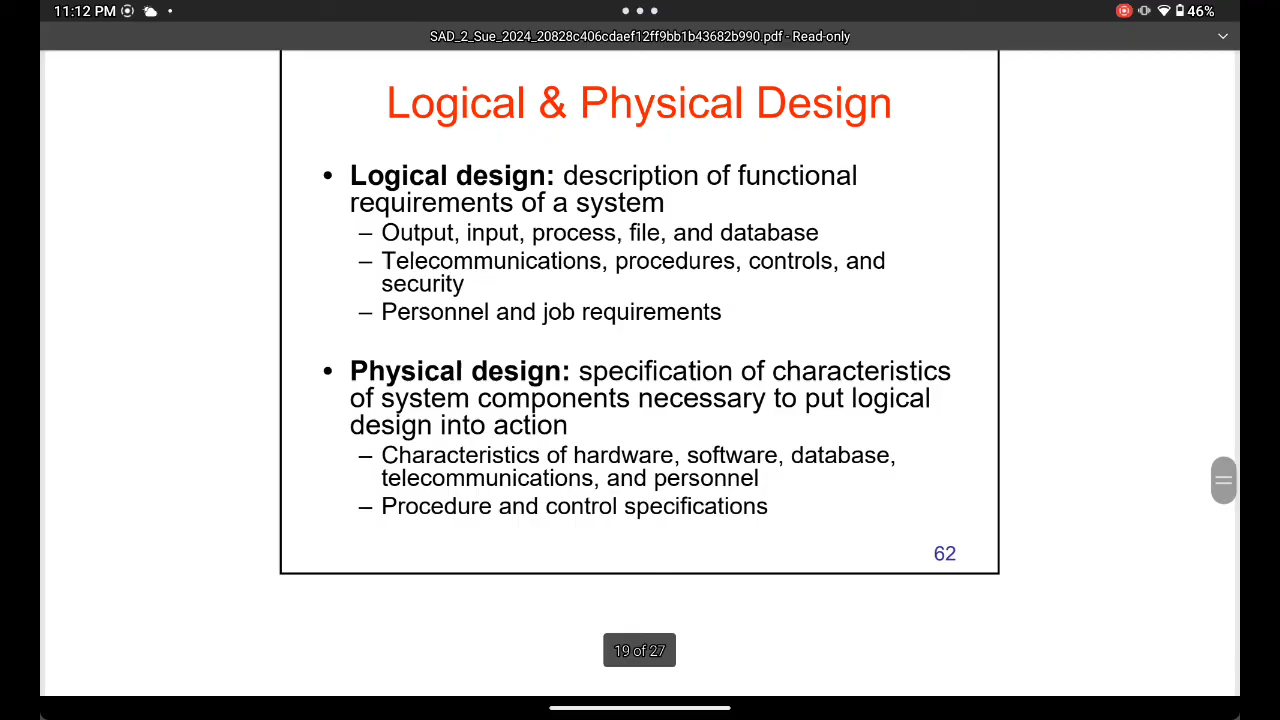 11:12 PM
46%
SAD_2_Sue_2024_20828c406cdaef12ff9bb1b43682b990.pdf - Read-only
Logical & Physical Design
• Logical design: description of functional
requirements of a system
– Output, input, process, file, and database
– Telecommunications, procedures, controls, and
security
– Personnel and job requirements
• Physical design: specification of characteristics
of system components necessary to put logical
design into action
– Characteristics of hardware, software, database,
telecommunications, and personnel
– Procedure and control specifications
62
19 of 27